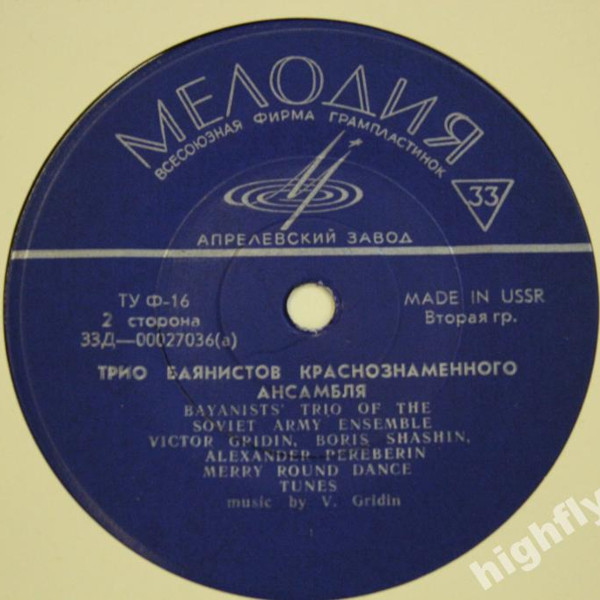 МЕЛОДИЯ
ВСЕСОЮЗНАЯ ФИРМА ГРАМПЛАСТИНОК
33
АПРЕЛЕВСКИЙ ЗАВОД
ТУ Ф-16
2 сторона
33Д—00027036(а)
MADE IN USSR
Вторая гр.
ТРИО БАЯНИСТОВ КРАСНОЗНАМЕННОГО
АНСАМБЛЯ
BAYANISTS' TRIO OF THE
SOVIET ARMY ENSEMBLE
VICTOR GRIDIN, BORIS SHASHIN,
ALEXANDER PEREBERIN
MERRY ROUND DANCE
TUNES
music by V. Gridin
highfly